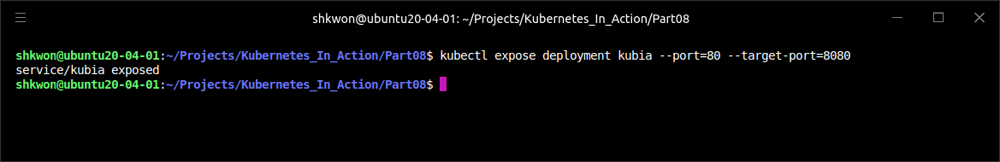 shkwon@ubuntu20-04-01: ~/Projects/Kubernetes_In_Action/Part08
shkwon@ubuntu20-04-01:~/Projects/Kubernetes_In_Action/Part08$ kubectl expose deployment kubia --port=80 --target-port=8080
service/kubia exposed
shkwon@ubuntu20-04-01:~/Projects/Kubernetes_In_Action/Part08$